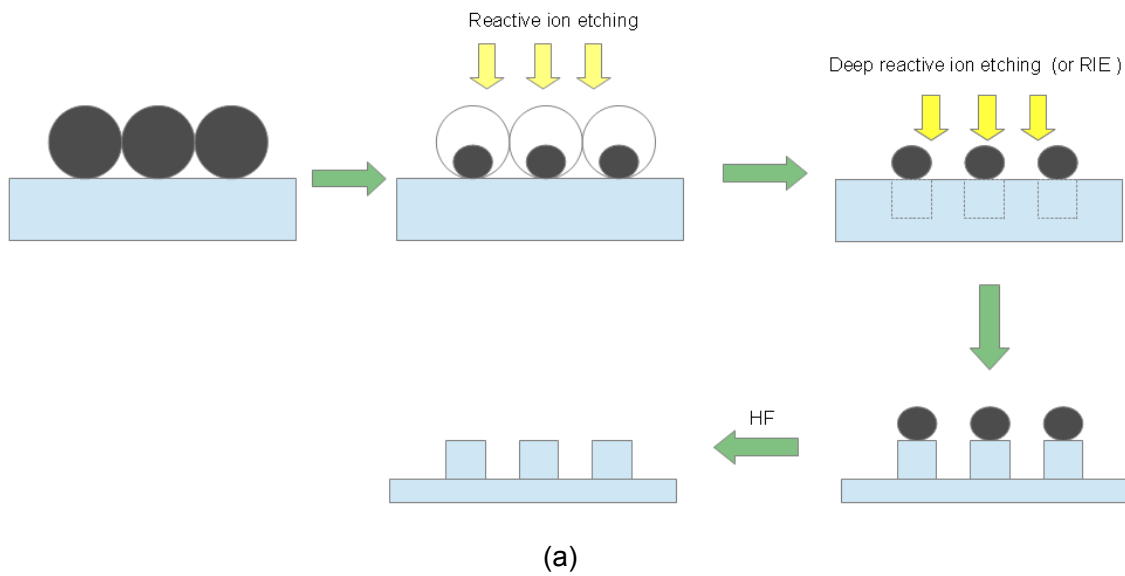 Reactive ion etching
Deep reactive ion etching (or RIE )
HF
(a)